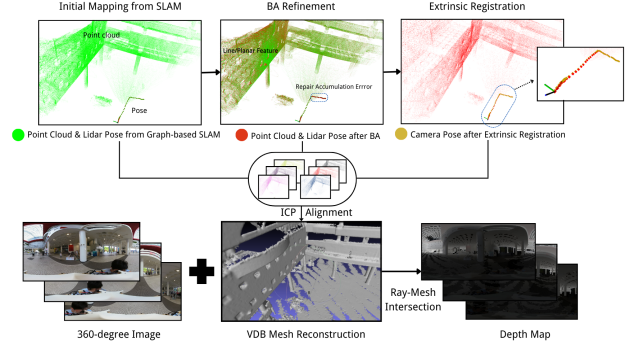 Initial Mapping from SLAM
BA Refinement
Extrinsic Registration
Point cloud
Pose
Line/Planer Feature
Repair Accumulation Errror
Point Cloud & Lidar Pose from Graph-based SLAM
Point Cloud & Lidar Pose after BA
Camera Pose after Extrinsic Registration
ICP Alignment
Ray-Mesh
Intersection
360-degree Image
VDB Mesh Reconstruction
Depth Map